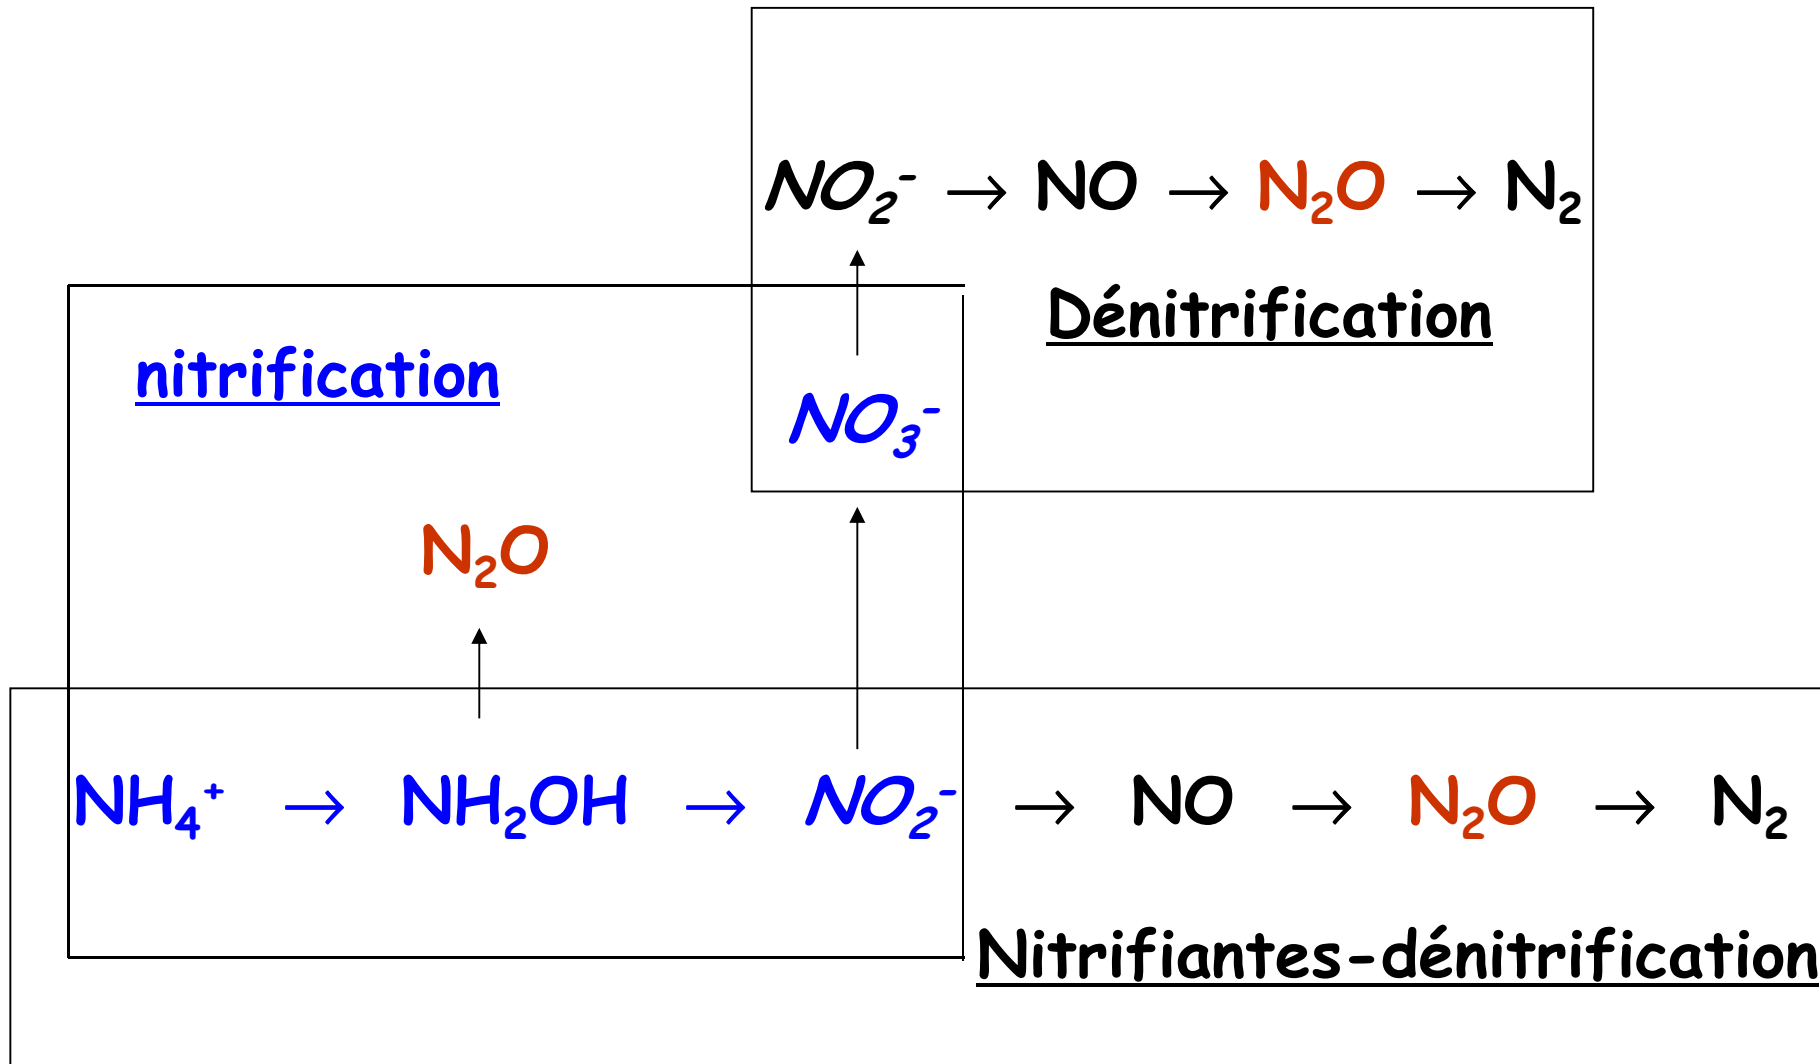 NO₂⁻ → NO → N₂O → N₂
Dénitrification
nitrification
NO₃⁻
N₂O
NH₄⁺ → NH₂OH → NO₂⁻ → NO → N₂O → N₂
Nitrifiantes-dénitrification